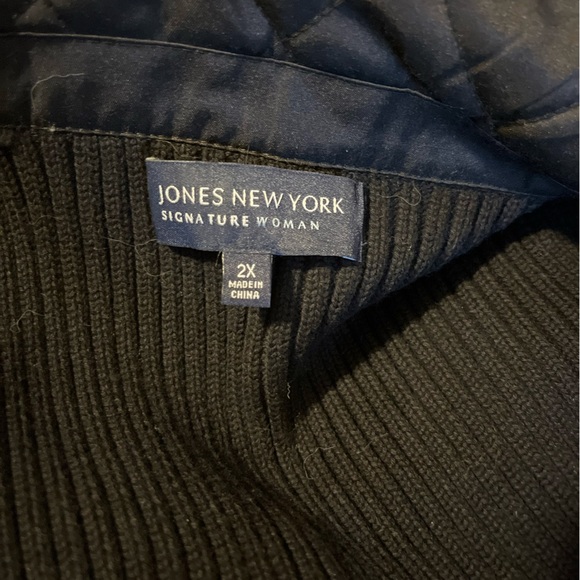 JONES NEW YORK
SIGNATURE WOMAN
2X
MADE IN
CHINA